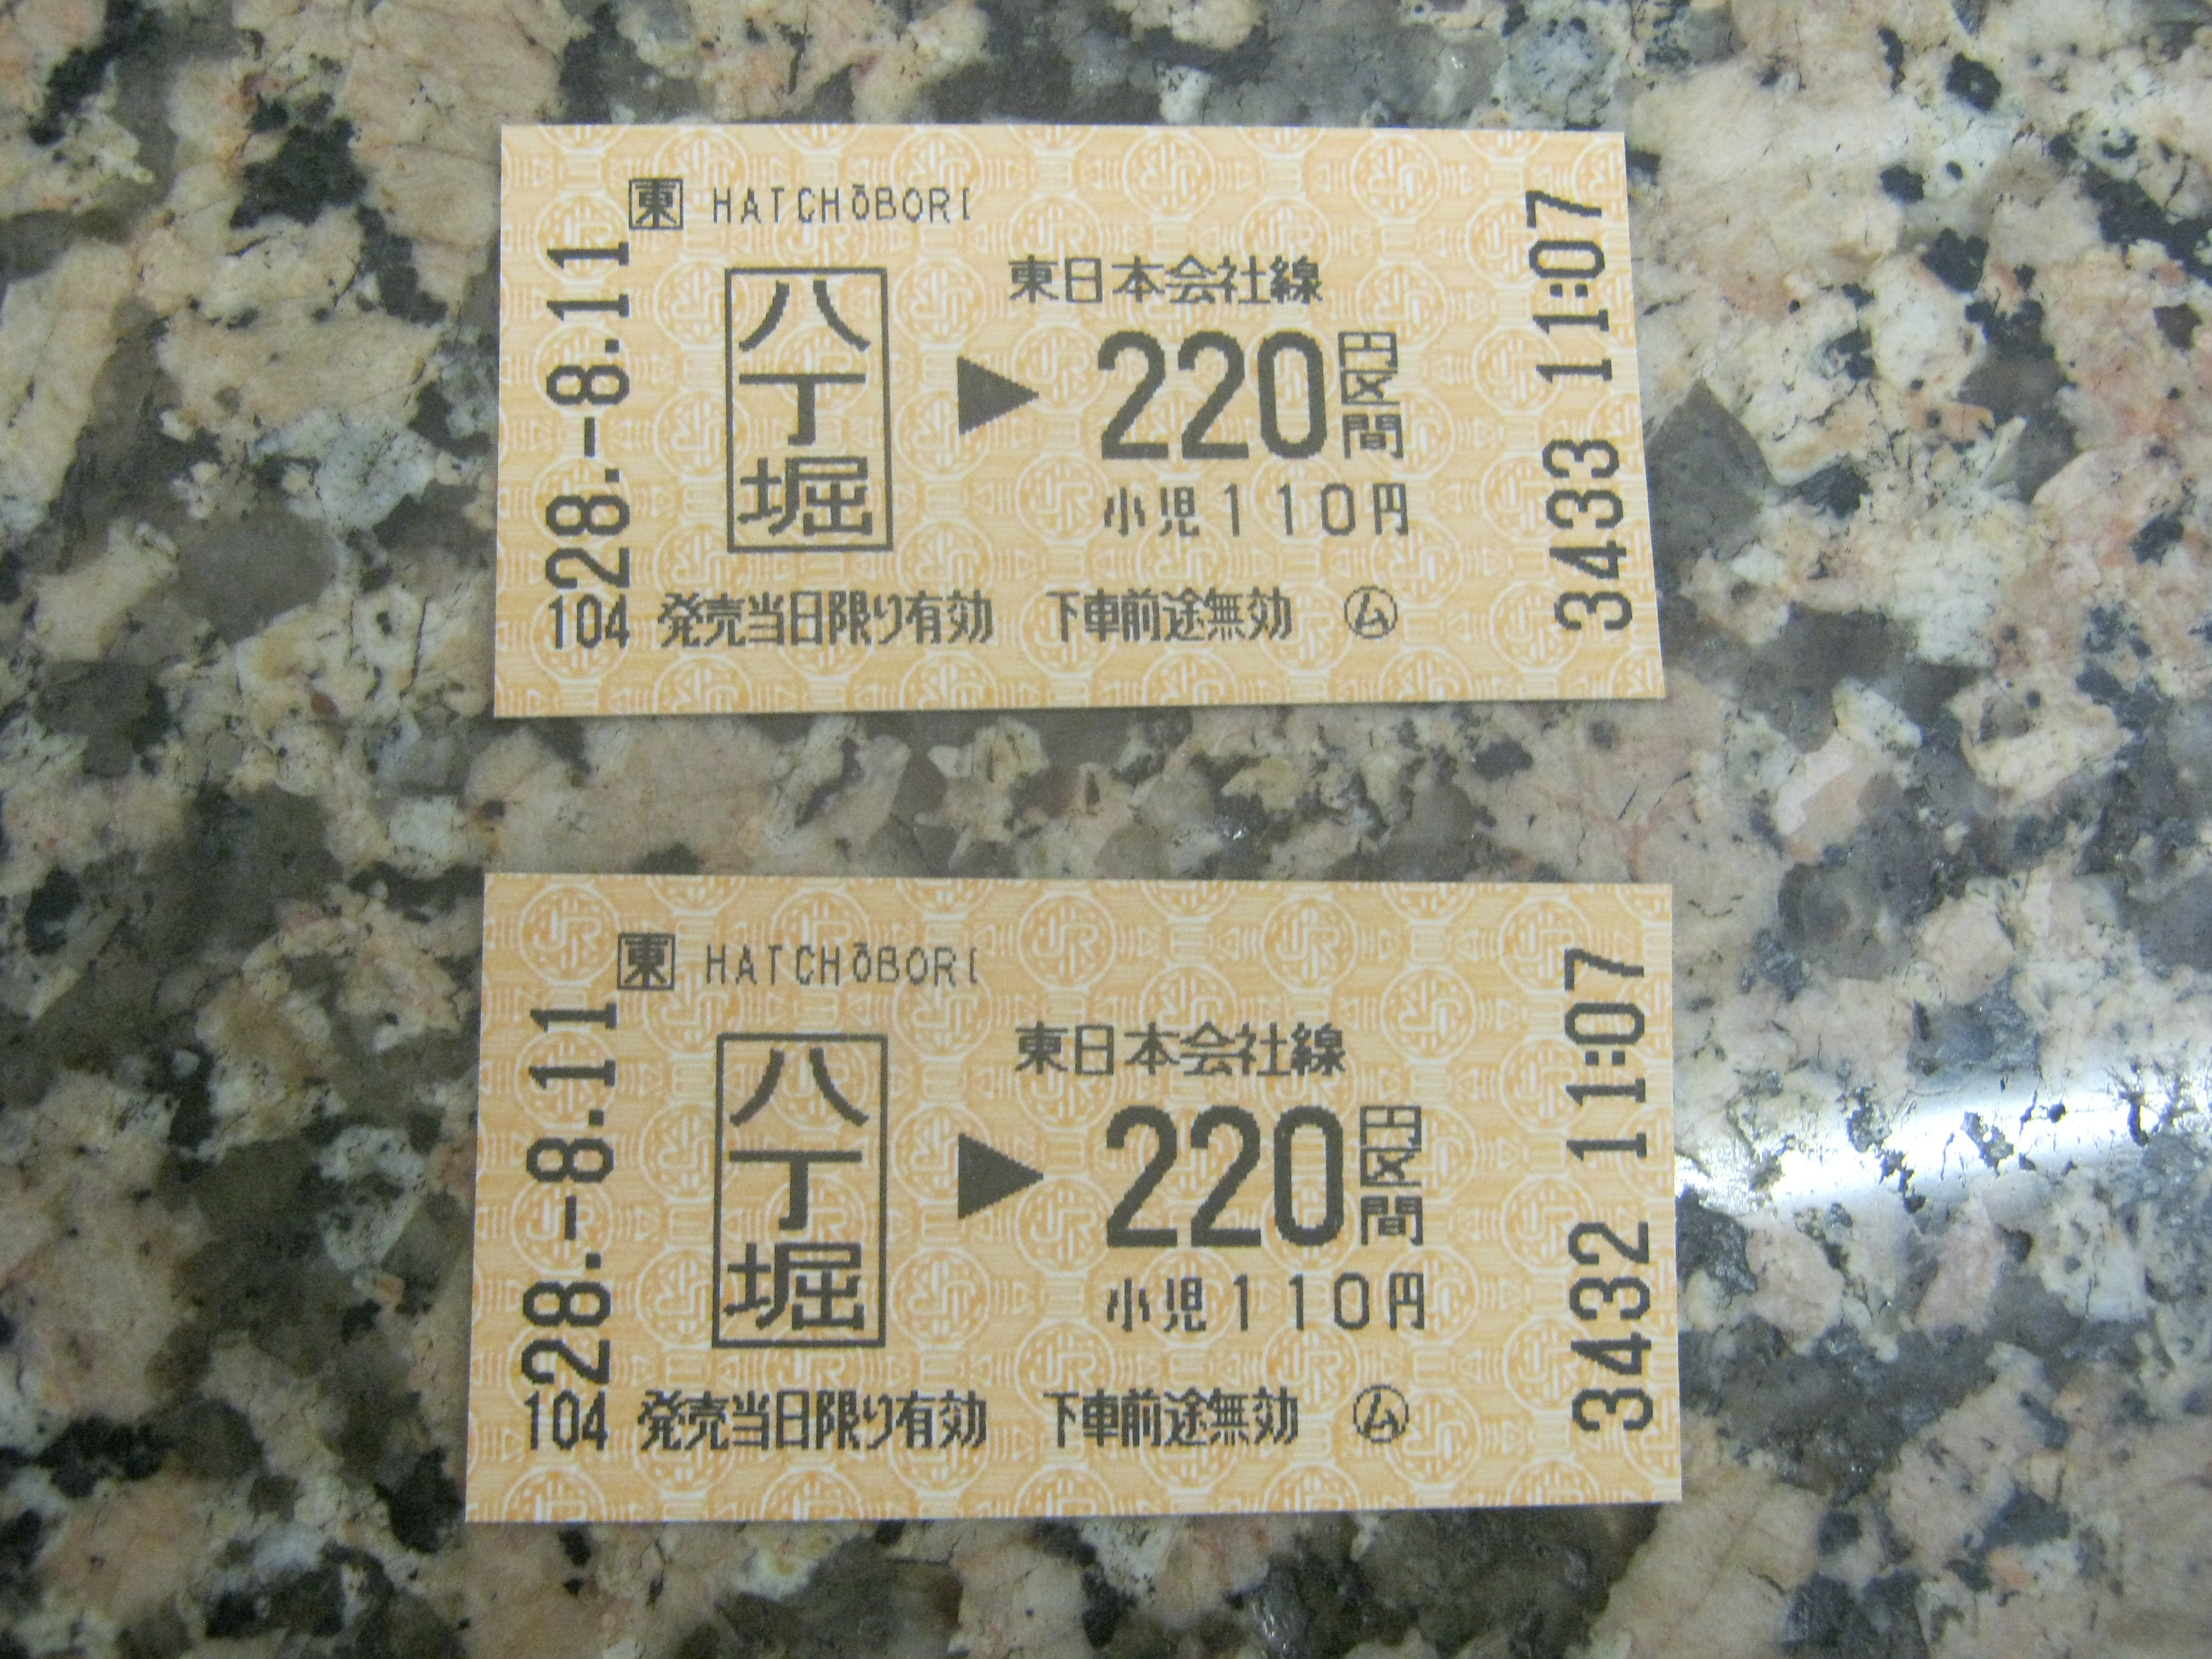 東 HATCHŌBORI
28.-8.11
八丁堀
▶
東日本会社線
220円区間
小児110円
104 発売当日限り有効 下車前途無効 ム
3433 11:07
東 HATCHŌBORI
28.-8.11
八丁堀
▶
東日本会社線
220円区間
小児110円
104 発売当日限り有効 下車前途無効 ム
3432 11:07